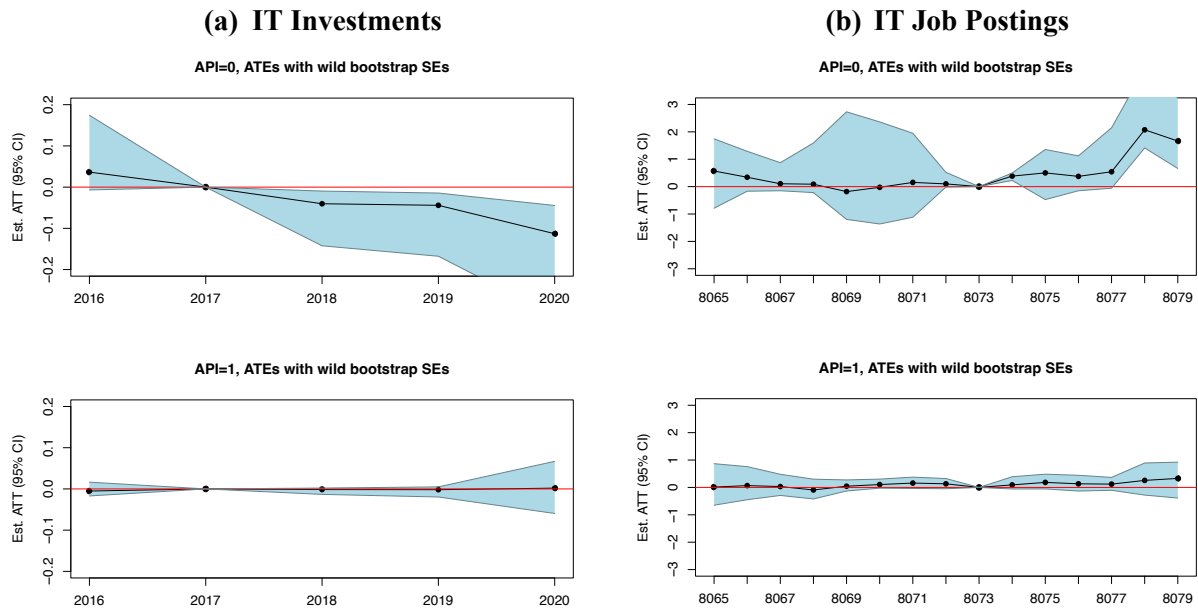 (a) IT Investments
API=0, ATEs with wild bootstrap SEs
Est. ATT (95% CI)
0.2
0.1
0.0
−0.1
−0.2
2016 2017 2018 2019 2020
API=1, ATEs with wild bootstrap SEs
Est. ATT (95% CI)
0.2
0.1
0.0
−0.1
−0.2
2016 2017 2018 2019 2020
(b) IT Job Postings
API=0, ATEs with wild bootstrap SEs
Est. ATT (95% CI)
3
2
1
0
−1
−2
−3
8065 8067 8069 8071 8073 8075 8077 8079
API=1, ATEs with wild bootstrap SEs
Est. ATT (95% CI)
3
2
1
0
−1
−2
−3
8065 8067 8069 8071 8073 8075 8077 8079